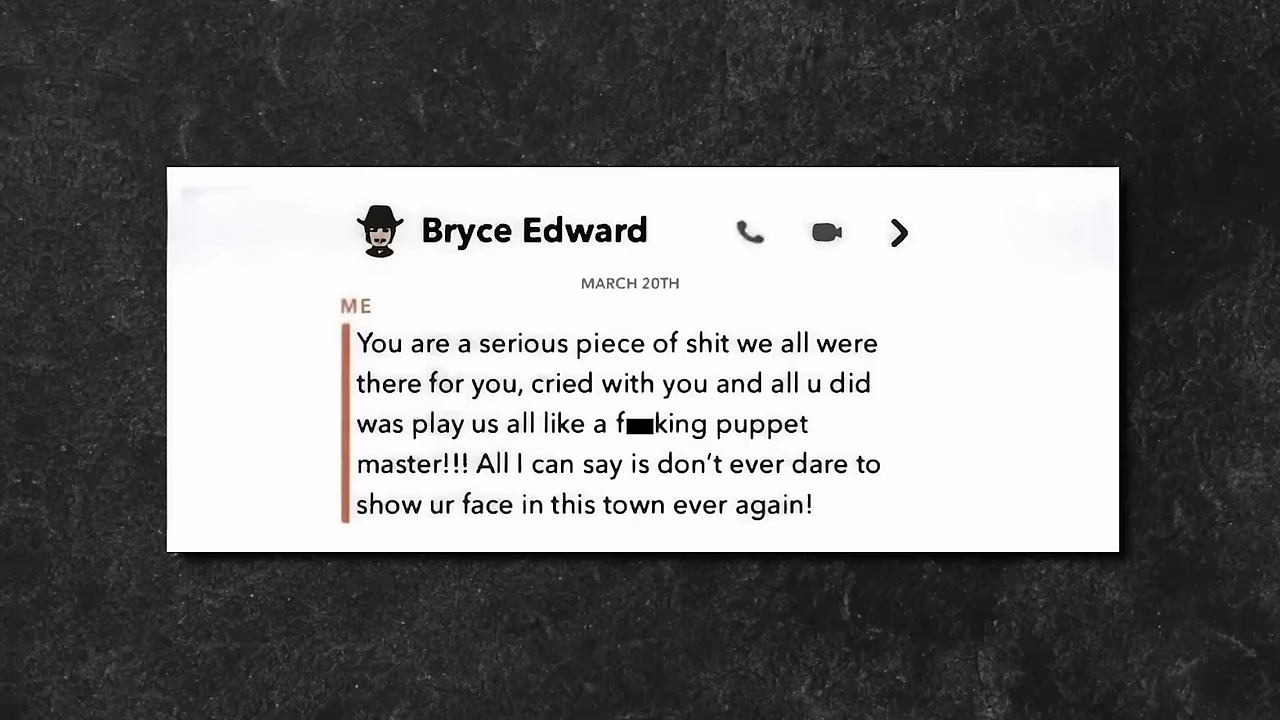 Bryce Edward
MARCH 20TH
ME
You are a serious piece of shit we all were
there for you, cried with you and all u did
was play us all like a f██king puppet
master!!! All I can say is don't ever dare to
show ur face in this town ever again!